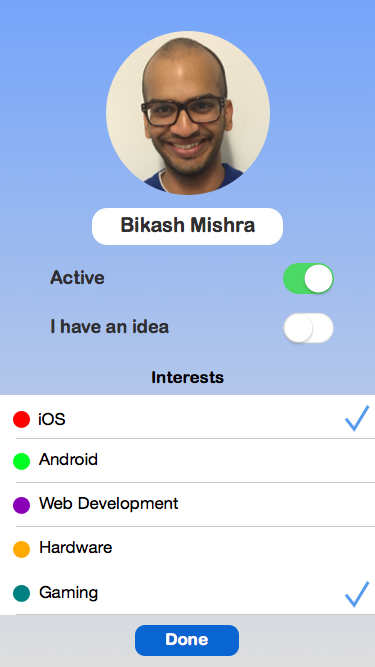 Bikash Mishra
Active
I have an idea
Interests
iOS
Android
Web Development
Hardware
Gaming
Done